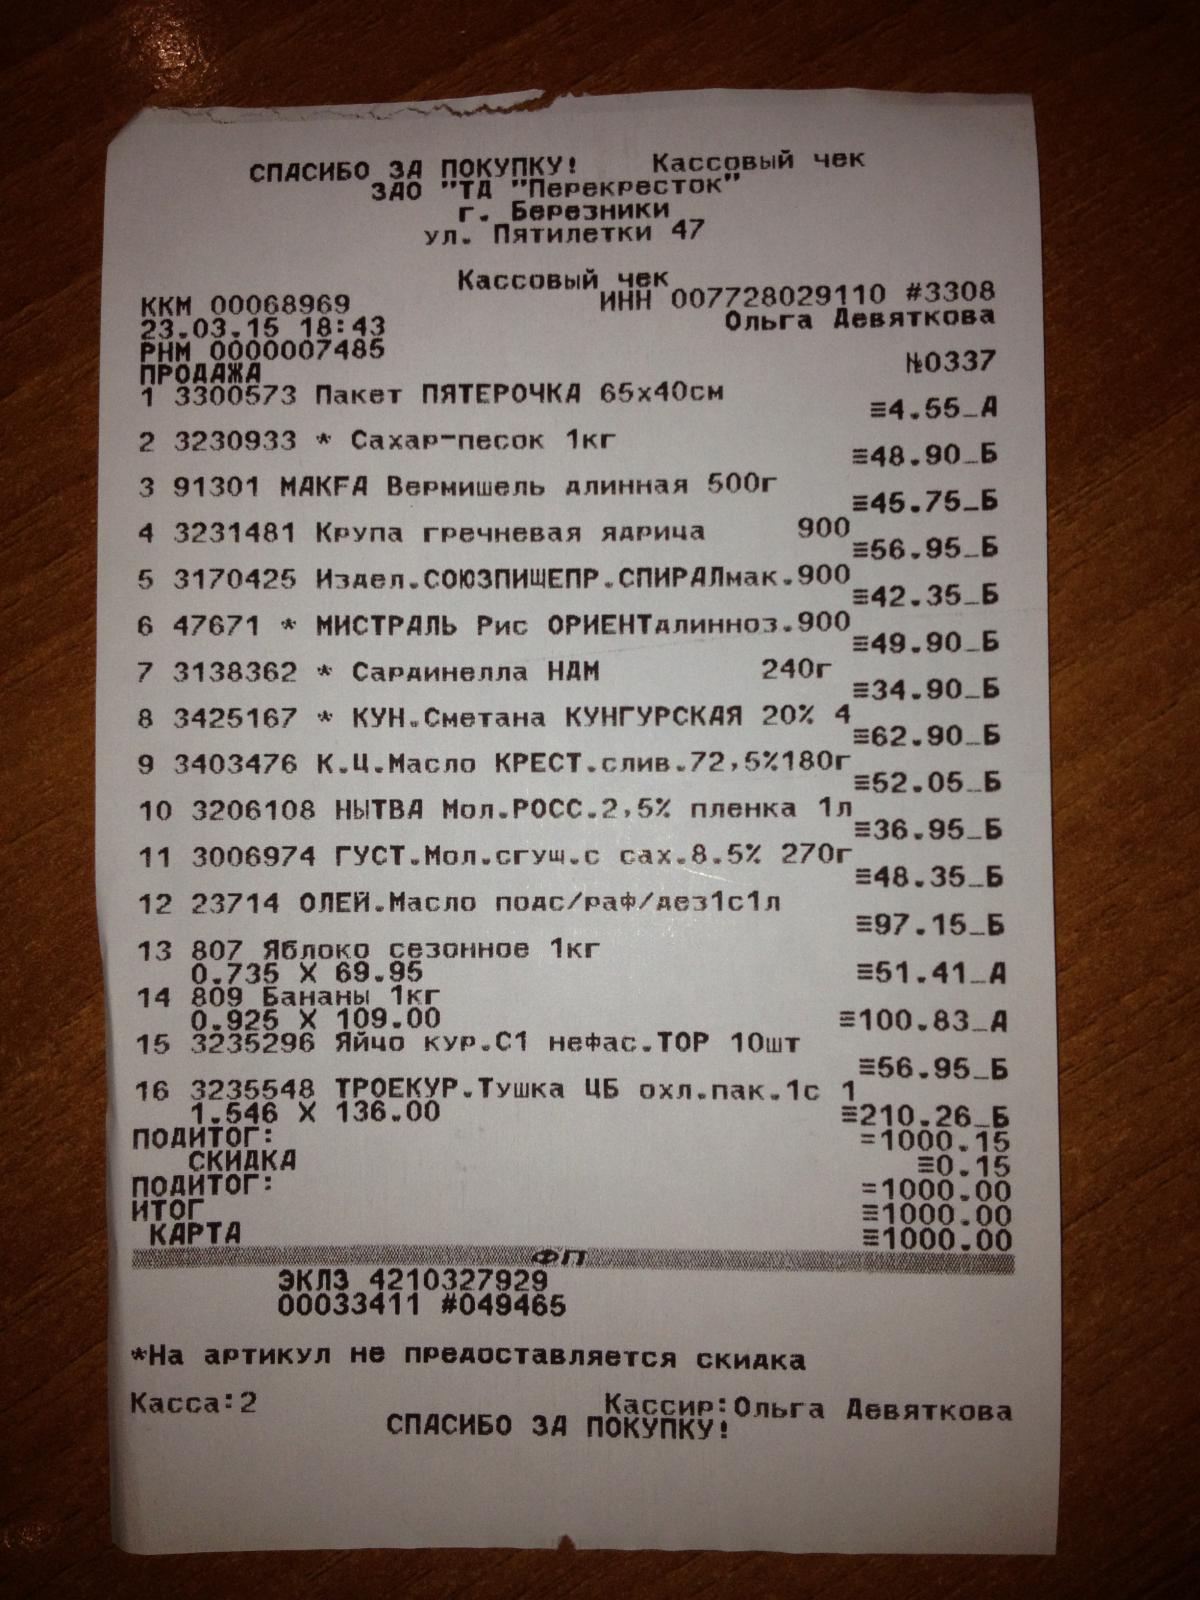 СПАСИБО ЗА ПОКУПКУ! Кассовый чек
ЗАО "ТД "Перекресток"
г. Березники
ул. Пятилетки 47
Кассовый чек
ККМ 00068969 ИНН 007728029110 #3308
23.03.15 18:43 Ольга Девяткова
РНМ 0000007485
ПРОДАЖА №0337
1 3300573 Пакет ПЯТЕРОЧКА 65х40см
≡4.55_А
2 3230933 * Сахар-песок 1кг
≡48.90_Б
3 91301 MAKFA Вермишель длинная 500г
≡45.75_Б
4 3231481 Крупа гречневая ядрица 900
≡56.95_Б
5 3170425 Издел.СОЮЗПИЩЕПР.СПИРАЛмак.900
≡42.35_Б
6 47671 * МИСТРАЛЬ Рис ОРИЕНТдлинноз.900
≡49.90_Б
7 3138362 * Сардинелла НДМ 240г
≡34.90_Б
8 3425167 * КУН.Сметана КУНГУРСКАЯ 20% 4
≡62.90_Б
9 3403476 К.Ц.Масло КРЕСТ.слив.72,5%180г
≡52.05_Б
10 3206108 НЫТВА Мол.РОСС.2,5% пленка 1л
≡36.95_Б
11 3006974 ГУСТ.Мол.сгущ.с сах.8.5% 270г
≡48.35_Б
12 23714 ОЛЕЙ.Масло подс/раф/дез1с1л
≡97.15_Б
13 807 Яблоко сезонное 1кг
0.735 X 69.95 ≡51.41_А
14 809 Бананы 1кг
0.925 X 109.00 ≡100.83_А
15 3235296 Яйцо кур.С1 нефас.ТОР 10шт
≡56.95_Б
16 3235548 ТРОЕКУР.Тушка ЦБ охл.пак.1с 1
1.546 X 136.00 ≡210.26_Б
ПОДИТОГ: =1000.15
СКИДКА ≡0.15
ПОДИТОГ: =1000.00
ИТОГ ≡1000.00
КАРТА ≡1000.00
ФП
ЭКЛЗ 4210327929
00033411 #049465
*На артикул не предоставляется скидка
Касса:2 Кассир:Ольга Девяткова
СПАСИБО ЗА ПОКУПКУ!